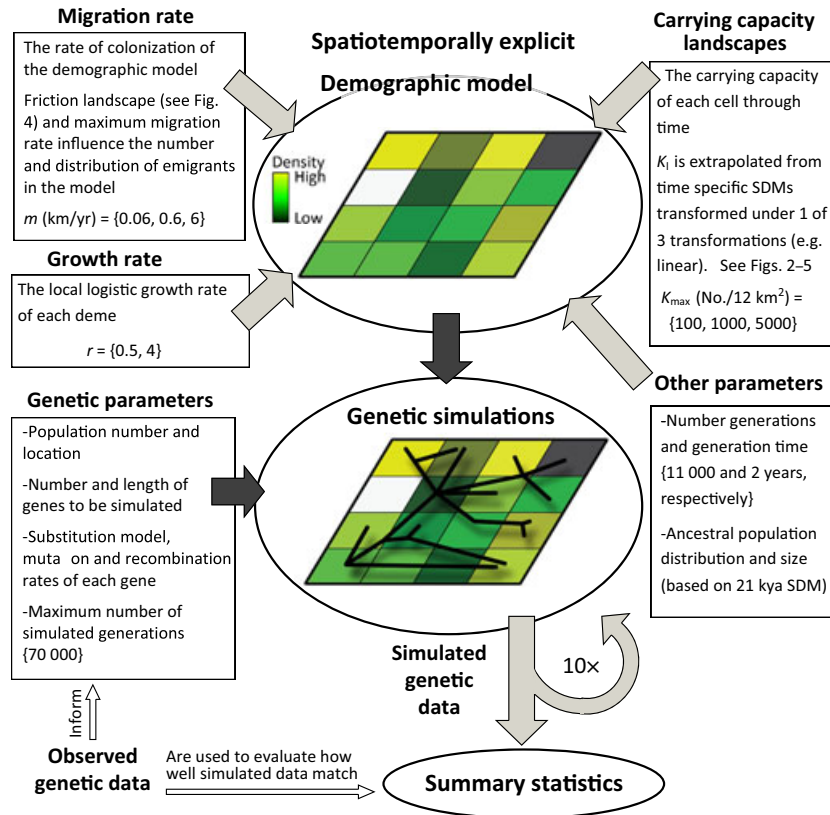 Migration rate
The rate of colonization of
the demographic model
Friction landscape (see Fig.
4) and maximum migration
rate influence the number
and distribution of emigrants
in the model
m (km/yr) = {0.06, 0.6, 6}
Growth rate
The local logistic growth rate
of each deme
r = {0.5, 4}
Spatiotemporally explicit
Demographic model
Density
High
Low
Carrying capacity
landscapes
The carrying capacity
of each cell through
time
Kl is extrapolated from
time specific SDMs
transformed under 1 of
3 transformations (e.g.
linear). See Figs. 2–5
Kmax (No./12 km²) =
{100, 1000, 5000}
Genetic parameters
-Population number and
location
-Number and length of
genes to be simulated
-Substitution model,
muta on and recombination
rates of each gene
-Maximum number of
simulated generations
{70 000}
Genetic simulations
Other parameters
-Number generations
and generation time
{11 000 and 2 years,
respectively}
-Ancestral population
distribution and size
(based on 21 kya SDM)
Simulated
genetic
data
10×
Inform
Observed
genetic data
Are used to evaluate how
well simulated data match
Summary statistics